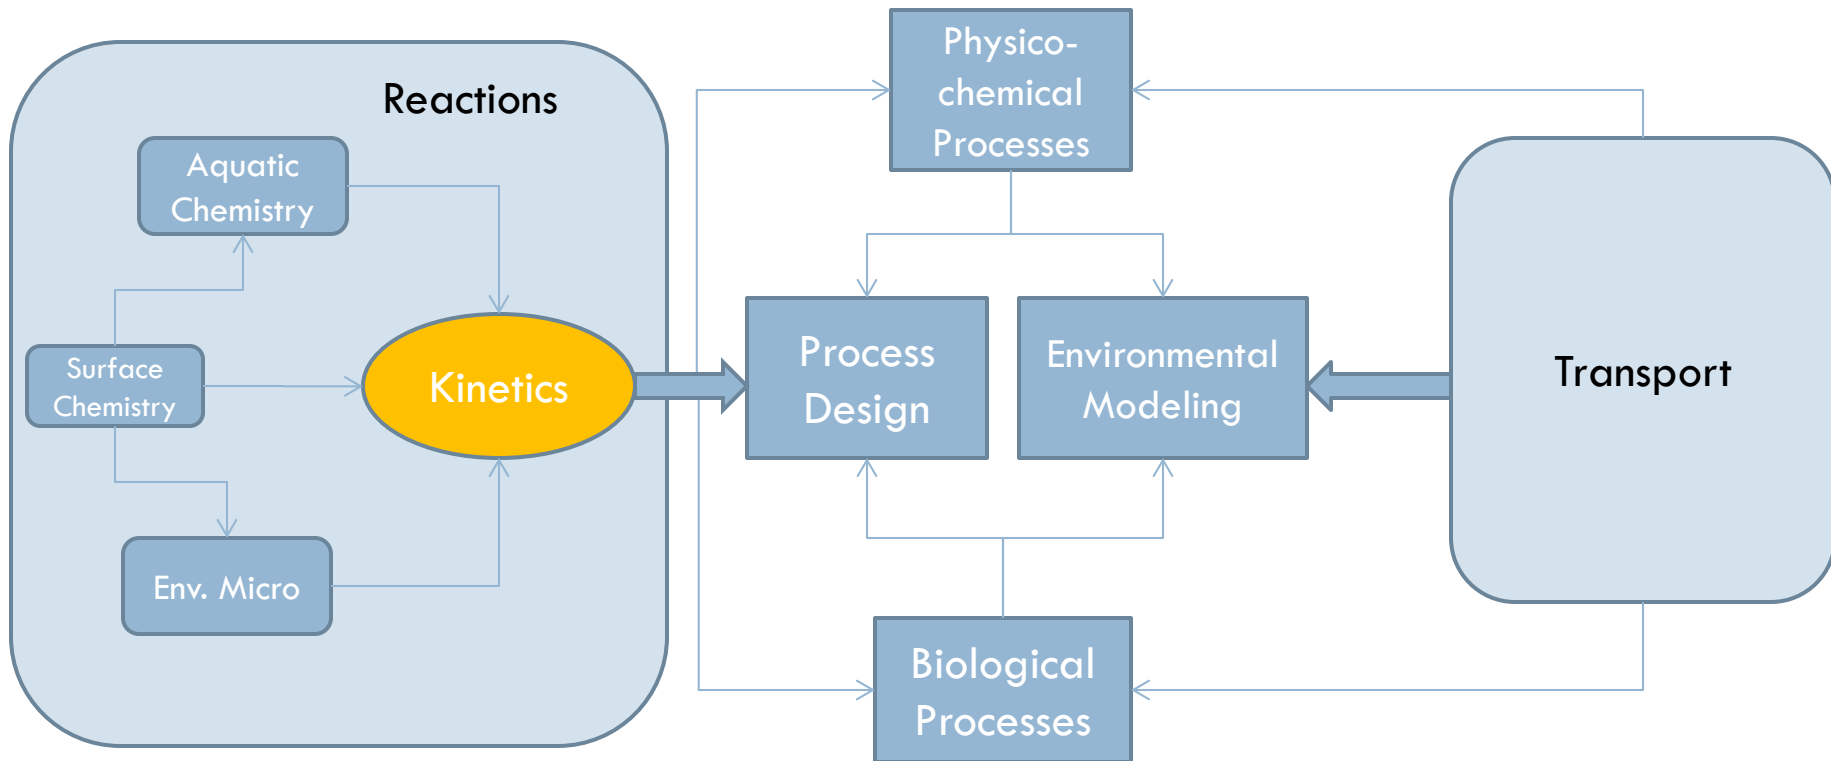 Reactions
Aquatic
Chemistry
Surface
Chemistry
Kinetics
Env. Micro
Physico-
chemical
Processes
Process
Design
Environmental
Modeling
Biological
Processes
Transport